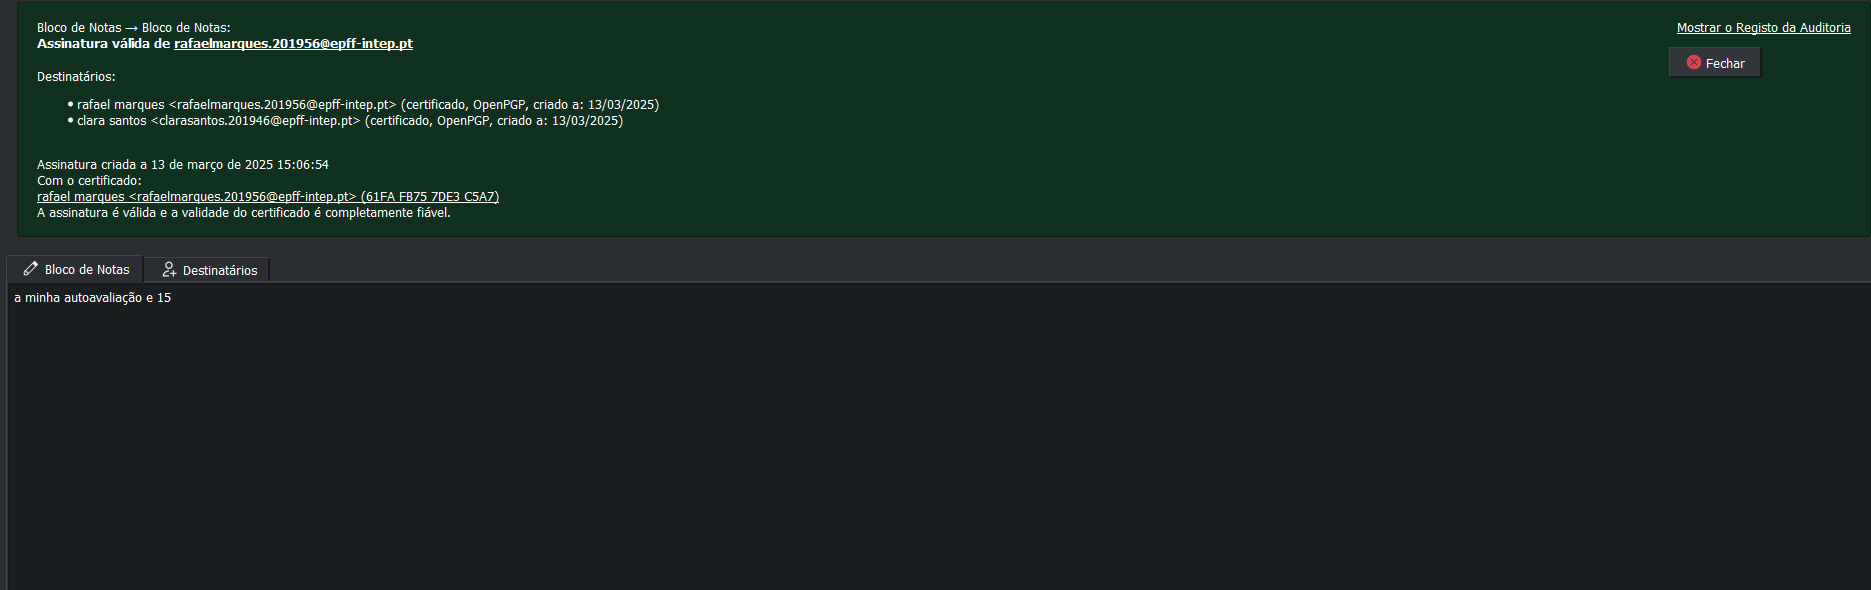 Bloco de Notas → Bloco de Notas:
Mostrar o Registo da Auditoria
Assinatura válida de rafaelmarques.201956@epff-intep.pt
Fechar
Destinatários:
• rafael marques <rafaelmarques.201956@epff-intep.pt> (certificado, OpenPGP, criado a: 13/03/2025)
• clara santos <clarasantos.201946@epff-intep.pt> (certificado, OpenPGP, criado a: 13/03/2025)
Assinatura criada a 13 de março de 2025 15:06:54
Com o certificado:
rafael marques <rafaelmarques.201956@epff-intep.pt> (61FA FB75 7DE3 C5A7)
A assinatura é válida e a validade do certificado é completamente fiável.
Bloco de Notas
Destinatários
a minha autoavaliação e 15